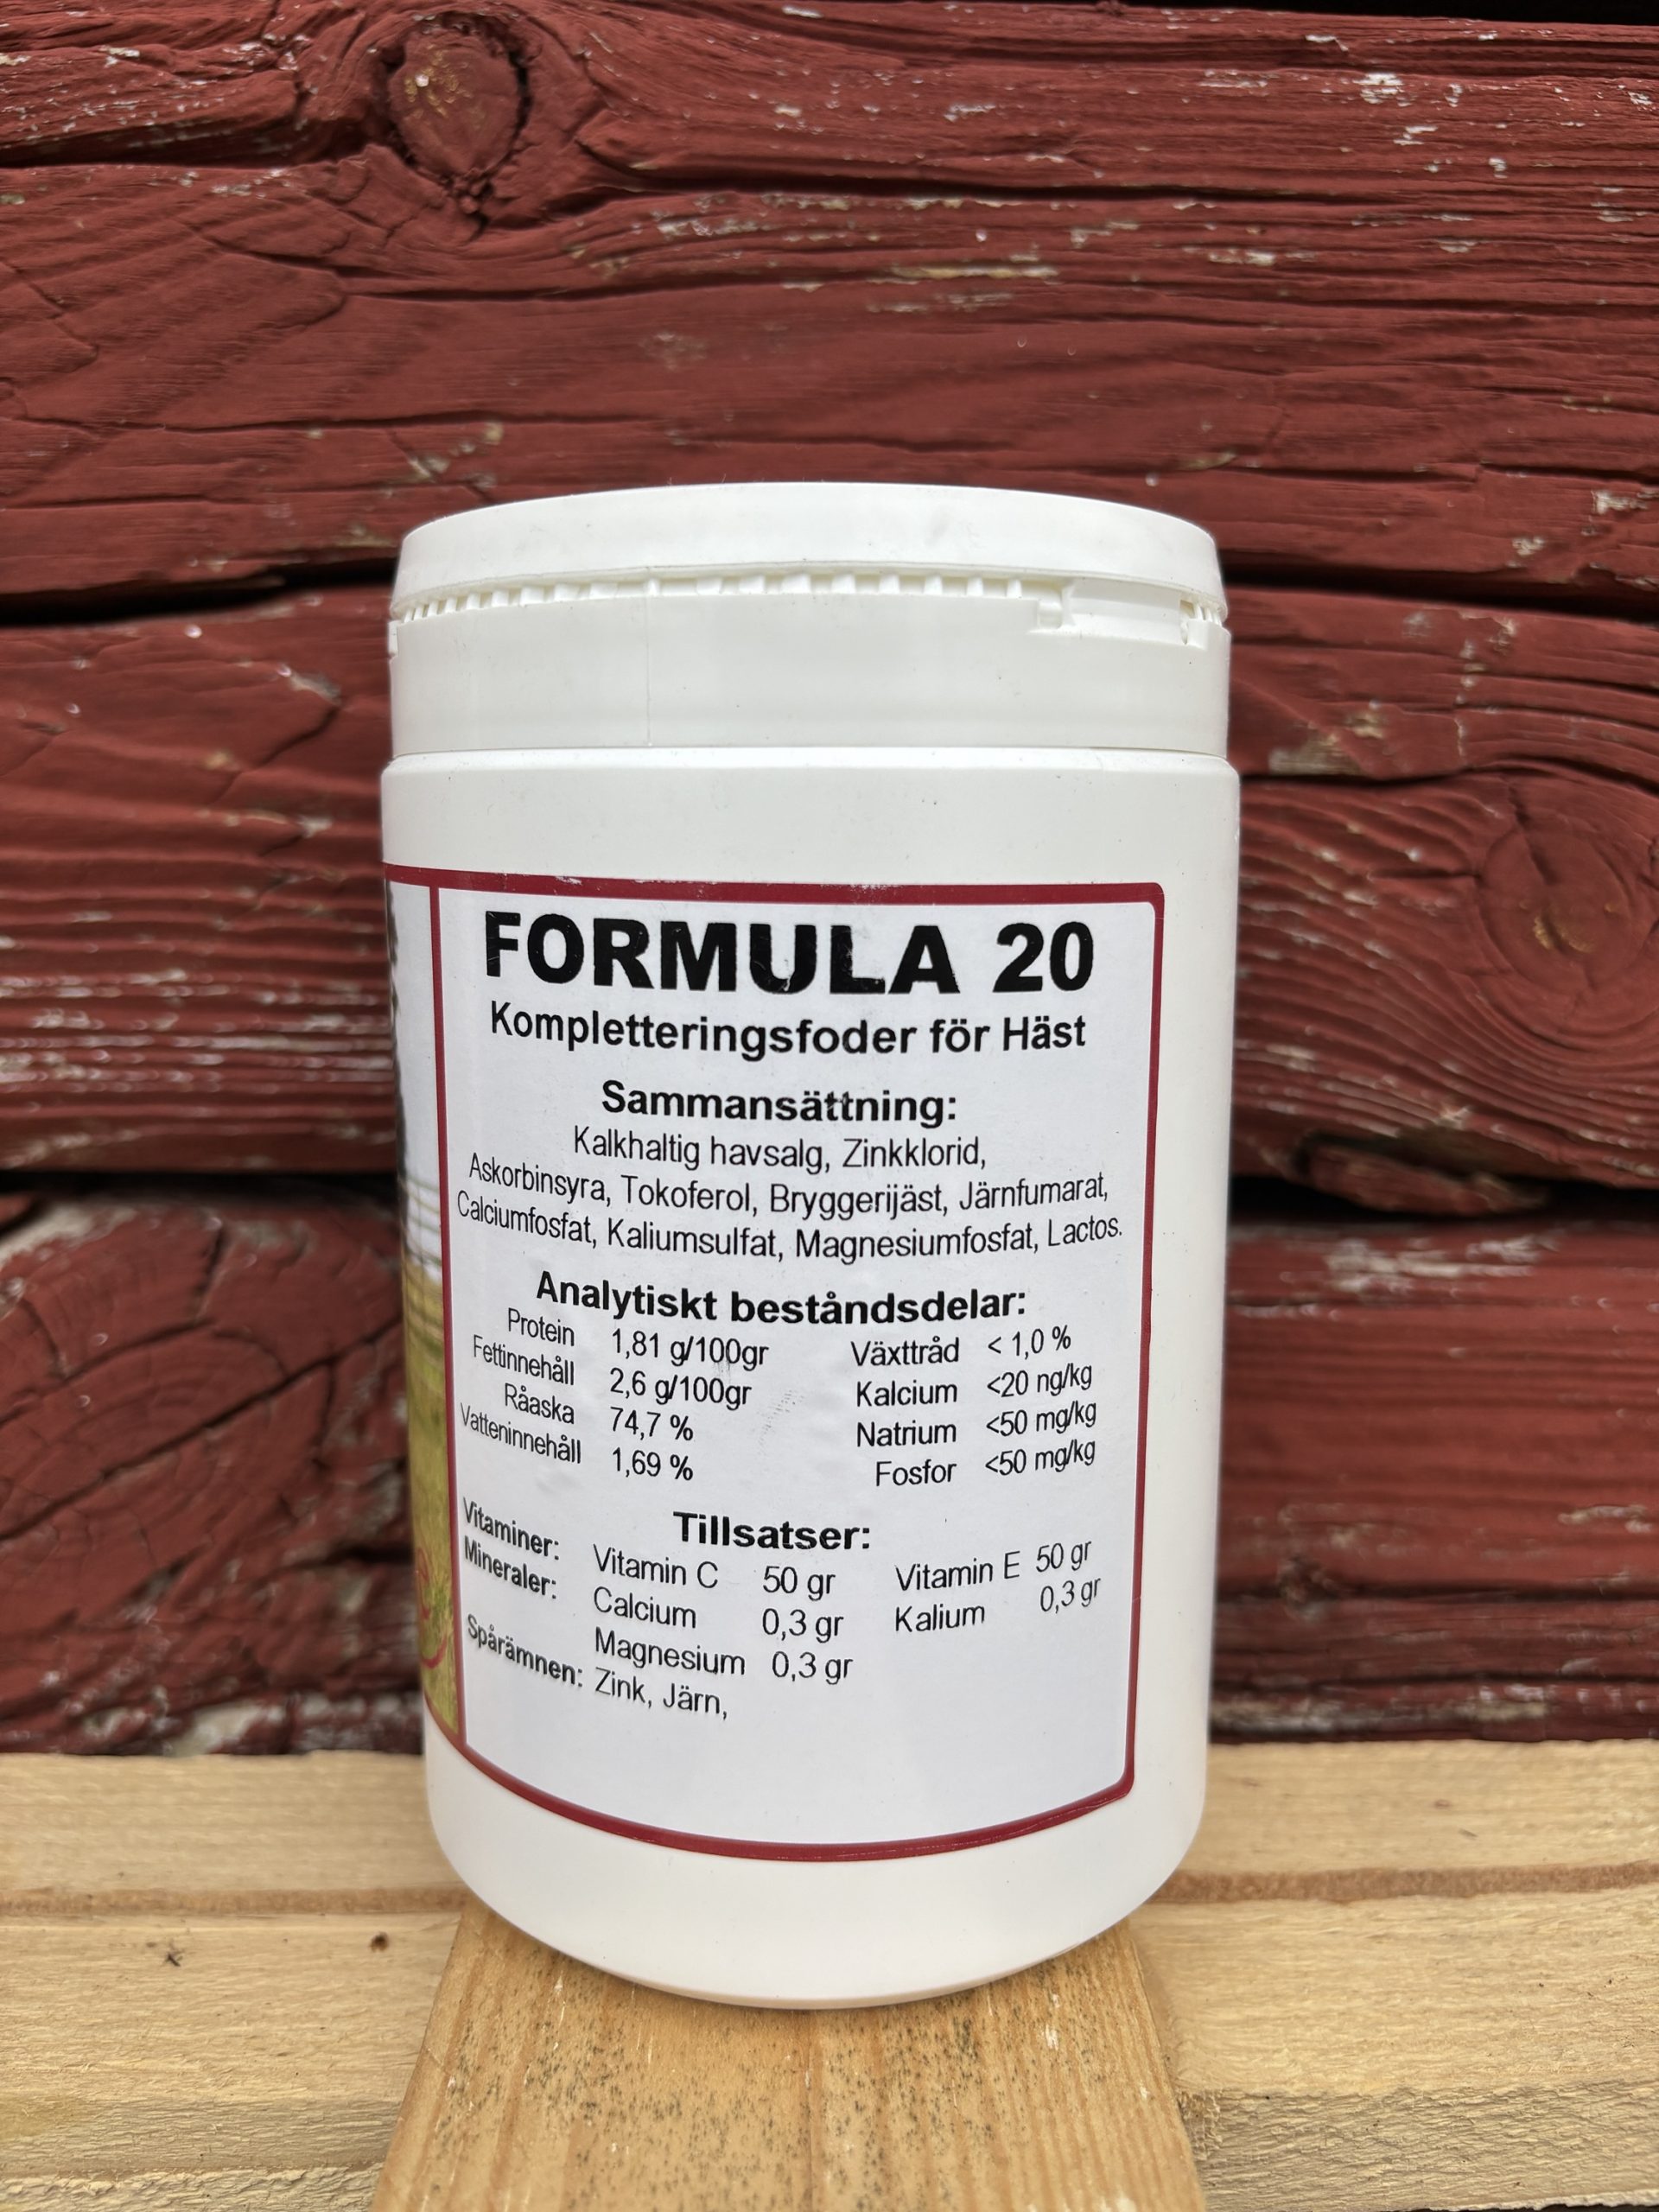 FORMULA 20
Kompletteringsfoder för Häst
Sammansättning:
Kalkhaltig havsalg, Zinkklorid,
Askorbinsyra, Tokoferol, Bryggerijäst, Järnfumarat,
Calciumfosfat, Kaliumsulfat, Magnesiumfosfat, Lactos.
Analytiskt beståndsdelar:
Protein 1,81 g/100gr Växttråd < 1,0 %
Fettinnehåll 2,6 g/100gr Kalcium <20 ng/kg
Råaska 74,7 % Natrium <50 mg/kg
Vatteninnehåll 1,69 % Fosfor <50 mg/kg
Tillsatser:
Vitaminer: Vitamin C 50 gr Vitamin E 50 gr
Mineraler: Calcium 0,3 gr Kalium 0,3 gr
Magnesium 0,3 gr
Spårämnen: Zink, Järn,